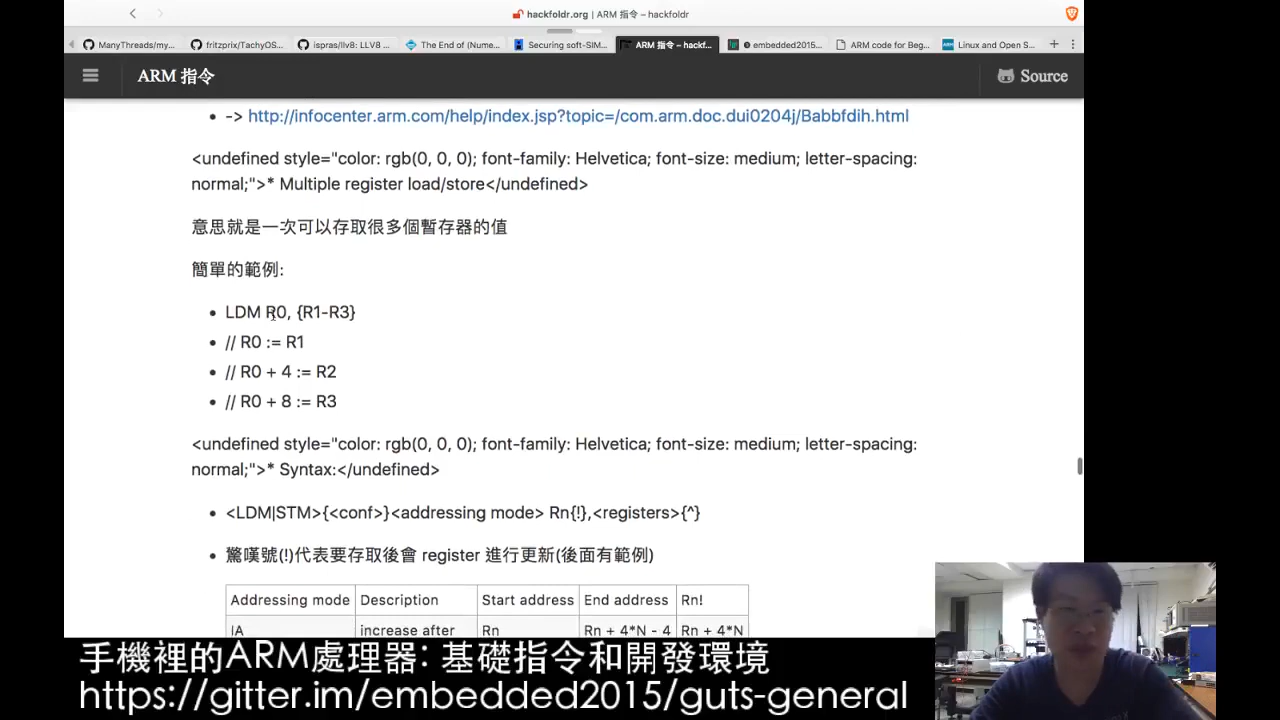 hackfoldr.org | ARM 指令 – hackfoldr
ManyThreads/my... fritzprix/TachyOS... ispras/llv8: LLV8 ... The End of (Nume... Securing soft-SIM... ARM 指令 – hackf... embedded2015... ARM code for Beg... Linux and Open S...
ARM 指令 Source
-> http://infocenter.arm.com/help/index.jsp?topic=/com.arm.doc.dui0204j/Babbfdih.html
<undefined style="color: rgb(0, 0, 0); font-family: Helvetica; font-size: medium; letter-spacing:
normal;">* Multiple register load/store</undefined>
意思就是一次可以存取很多個暫存器的值
簡單的範例:
LDM R0, {R1-R3}
// R0 := R1
// R0 + 4 := R2
// R0 + 8 := R3
<undefined style="color: rgb(0, 0, 0); font-family: Helvetica; font-size: medium; letter-spacing:
normal;">* Syntax:</undefined>
<LDM|STM>{<conf>}<addressing mode> Rn{!},<registers>{^}
驚嘆號(!)代表要存取後會 register 進行更新(後面有範例)
Addressing mode Description Start address End address Rn!
IA increase after Rn Rn + 4*N - 4 Rn + 4*N
手機裡的ARM處理器: 基礎指令和開發環境
https://gitter.im/embedded2015/guts-general